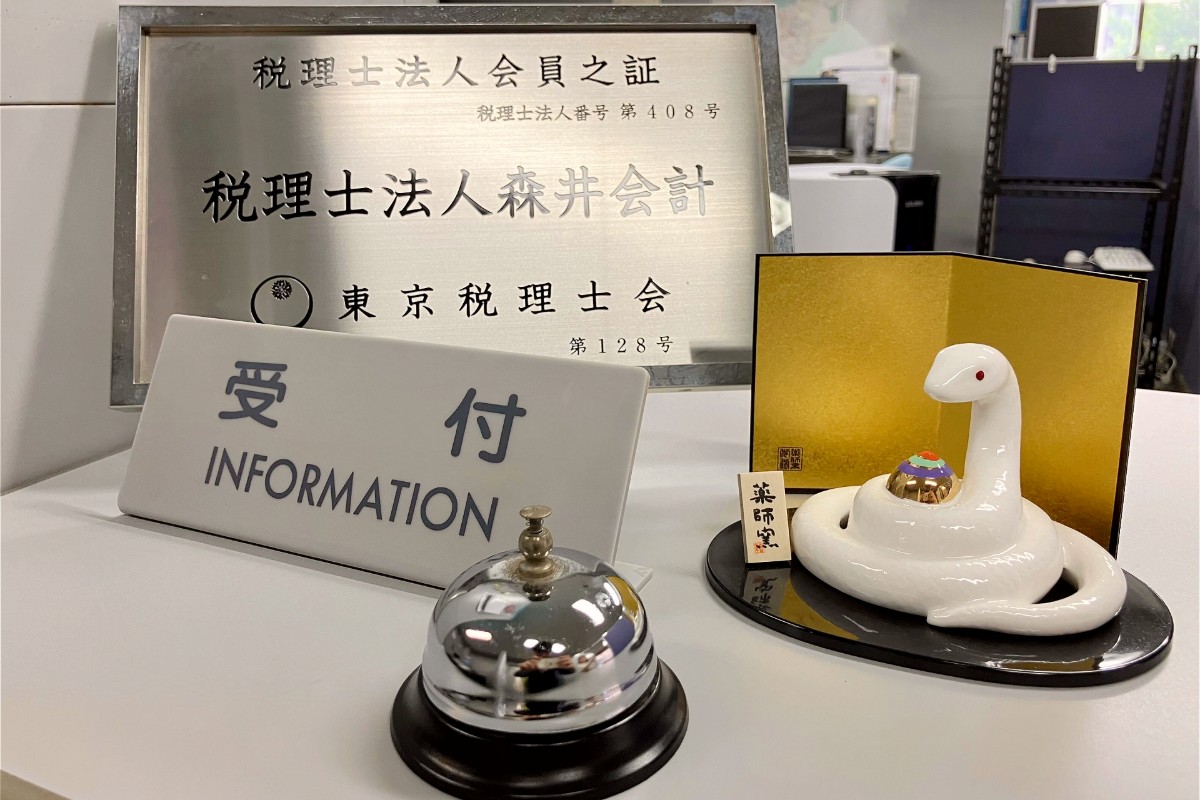 税理士法人会員之証
税理士法人番号 第408号
税理士法人森井会計
東京税理士会
第128号
受付
INFORMATION
薬師窯